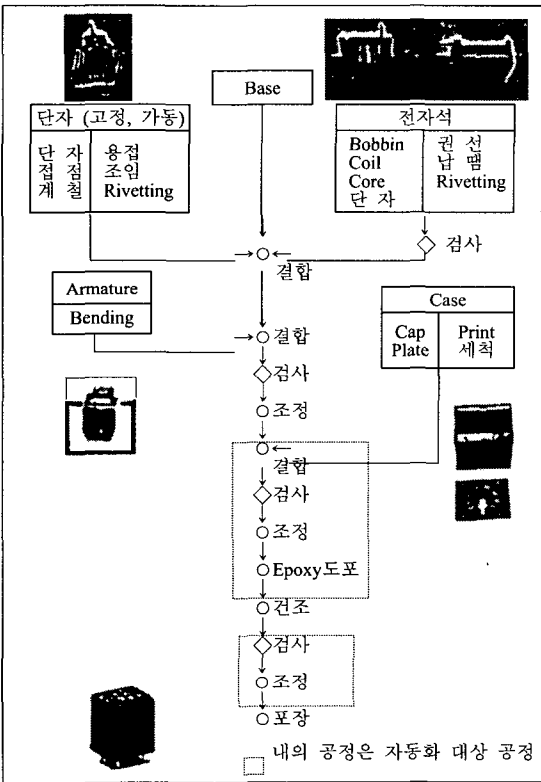 Base
단자 (고정, 가동)
단 자 용접
접 점 조임
계 철 Rivetting
전자석
Bobbin 권 선
Coil 납 땜
Core Rivetting
단 자
검사
결합
Armature
Bending
결합
Case
Cap Print
Plate 세척
검사
조정
결합
검사
조정
Epoxy도포
건조
검사
조정
포장
내의 공정은 자동화 대상 공정